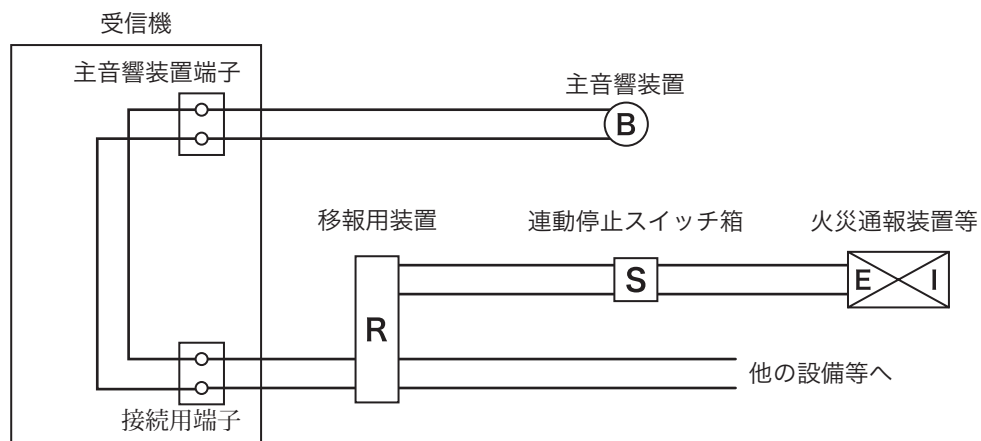 受信機
主音響装置端子
主音響装置
B
移報用装置
連動停止スイッチ箱
火災通報装置等
S
E I
R
他の設備等へ
接続用端子